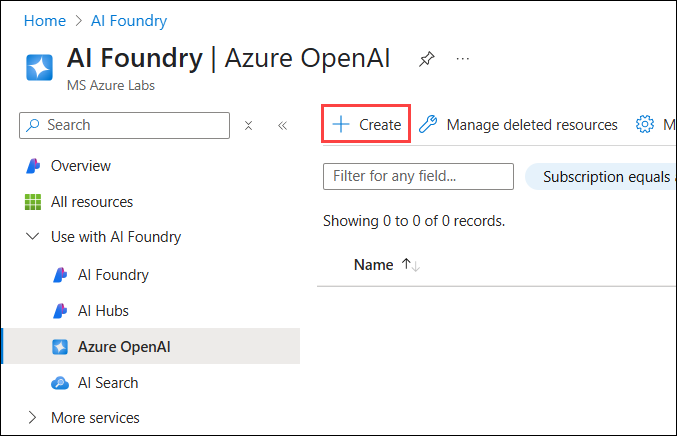 Home > AI Foundry
AI Foundry | Azure OpenAI ...
MS Azure Labs
Search
Overview
All resources
Use with AI Foundry
AI Foundry
AI Hubs
Azure OpenAI
AI Search
More services
+ Create Manage deleted resources M
Filter for any field... Subscription equals
Showing 0 to 0 of 0 records.
Name ↑↓